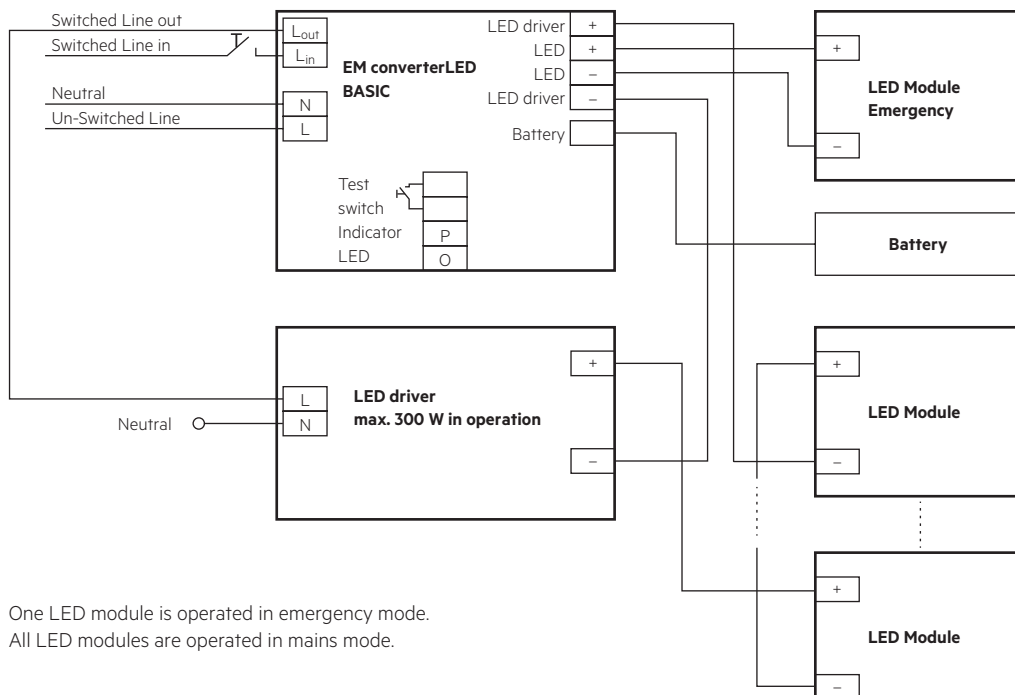 Switched Line out
Switched Line in
Neutral
Un-Switched Line
Lout
Lin
N
L
EM converterLED
BASIC
LED driver +
LED +
LED –
LED driver –
Battery
Test
switch
Indicator P
LED O
+
–
LED Module
Emergency
Battery
Neutral
L
N
LED driver
max. 300 W in operation
+
–
+
LED Module
–
+
LED Module
–
One LED module is operated in emergency mode.
All LED modules are operated in mains mode.